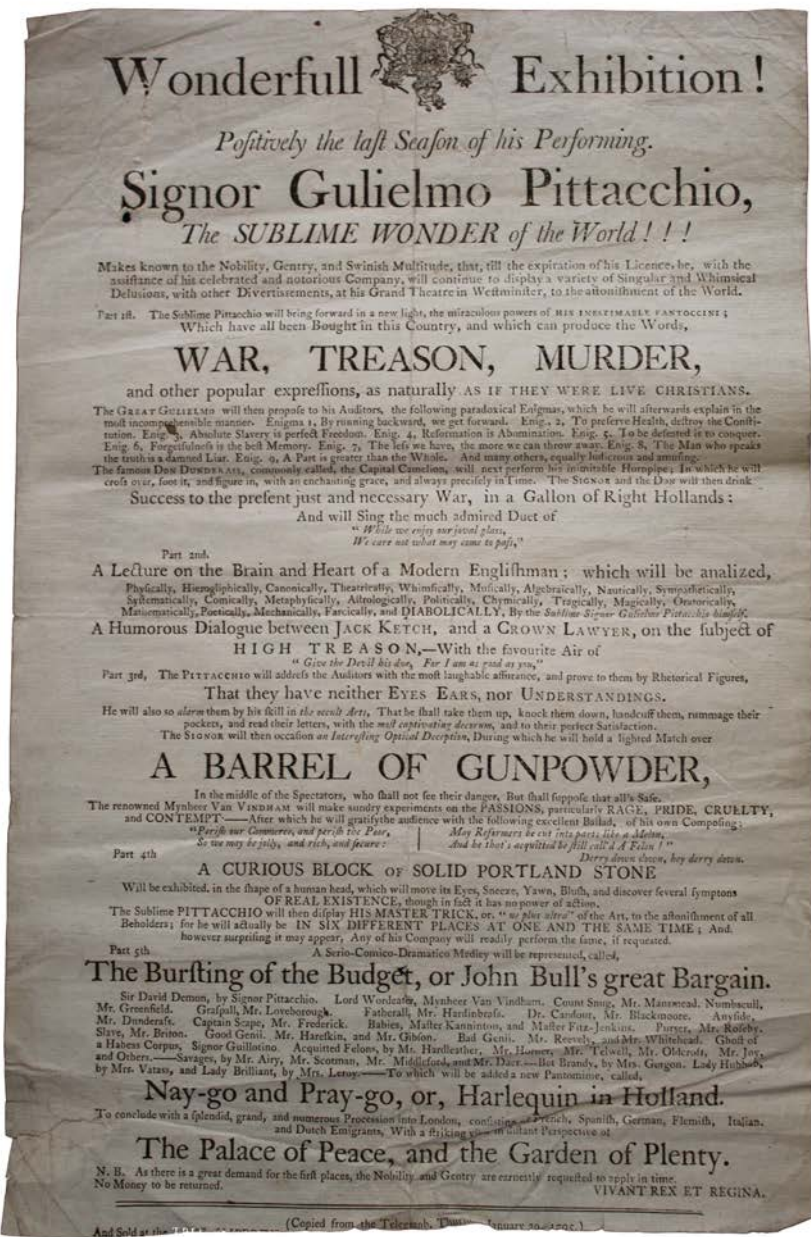 Wonderfull Exhibition!
Poſitively the laſt Seaſon of his Performing.
Signor Gulielmo Pittacchio,
The SUBLIME WONDER of the World!!!
Makes known to the Nobility, Gentry, and Swinish Multitude, that, till the expiration of his Licence, he, with the
aſſiſtance of his celebrated and notorious Company, will continue to display a variety of Singular and Whimsical
Deluſions, with other Divertiſſements, at his Grand Theatre in Weſtminſter, to the aſtoniſhment of the World.
Part 1ſt. The Sublime Pittacchio will bring forward in a new light, the miraculous powers of HIS INESTIMABLE FANTOCCINI;
Which have all been Bought in this Country, and which can produce the Words,
WAR, TREASON, MURDER,
and other popular expreſſions, as naturally AS IF THEY WERE LIVE CHRISTIANS.
The GREAT GULIELMO will then propoſe to his Auditors, the following paradoxical Enigmas, which he will afterwards explain in the
moſt incomprehenſible manner. Enigma 1, By running backward, we get forward. Enig., 2, To preſerve Health, deſtroy the Conſti-
tution. Enig. 3. Abſolute Slavery is perfect Freedom. Enig. 4, Reformation is Abomination. Enig. 5. To be defeated is to conquer.
Enig. 6, Forgetfulneſs is the beſt Memory. Enig. 7, The leſs we have, the more we can throw away. Enig. 8, The Man who ſpeaks
the truth is a damned Liar. Enig. 9, A Part is greater than the Whole. And many others, equally ludicrous and amuſing.
The famous DON DUNDERASS, commonly called, the Capital Camelion, will next perform his inimitable Hornpipe; In which he will
croſs over, foot it, and figure in, with an enchanting grace, and always preciſely in Time. The SIGNOR and the DON will then drink
Succeſs to the preſent just and neceſſary War, in a Gallon of Right Hollands:
And will Sing the much admired Duet of
"While we enjoy our jovial glaſs,
We care not what may come to paſs,"
Part 2nd.
A Lecture on the Brain and Heart of a Modern Engliſhman; which will be analized,
Phyſically, Hierogliphically, Canonically, Theatrically, Whimſically, Muſically, Algebraically, Nautically, Sympathetically,
Syſtematically, Comically, Metaphyſically, Aſtrologically, Politically, Chymically, Tragically, Magically, Oratorically,
Matnematically, Poetically, Mechanically, Farcically, and DIABOLICALLY, By the Sublime Signor Gulielmo Pittacchio himſelf.
A Humorous Dialogue between JACK KETCH, and a CROWN LAWYER, on the ſubject of
HIGH TREASON,—With the favourite Air of
"Give the Devil his due, For I am as good as you,"
Part 3rd, The PITTACCHIO will addreſs the Auditors with the moſt laughable aſſurance, and prove to them by Rhetorical Figures,
That they have neither EYES EARS, nor UNDERSTANDINGS.
He will also so alarm them by his ſkill in the occult Arts, That he ſhall take them up, knock them down, handcuff them, rummage their
pockets, and read their letters, with the moſt captivating decorum, and to their perfect Satisfaction.
The SIGNOR will then occaſion an Intereſting Optical Deception, During which he will hold a lighted Match over
A BARREL OF GUNPOWDER,
In the middle of the Spectators, who ſhall not ſee their danger, But ſhall ſuppoſe that all's Safe.
The renowned Mynheer Van VINDHAM will make sundry experiments on the PASSIONS, particularly RAGE, PRIDE, CRUELTY,
and CONTEMPT——After which he will gratify the audience with the following excellent Ballad, of his own Compoſing;
"Periſh our Commerce, and periſh the Poor,
So we may be jolly, and rich, and ſecure:
May Reformers be cut into parts like a Melon,
And he that's acquitted be ſtill call'd A Felon!"
Derry down down, hey derry down.
Part 4th
A CURIOUS BLOCK OF SOLID PORTLAND STONE
Will be exhibited, in the ſhape of a human head, which will move its Eyes, Sneeze, Yawn, Bluſh, and diſcover ſeveral ſymptons
OF REAL EXISTENCE, though in fact it has no power of action.
The Sublime PITTACCHIO will then diſplay HIS MASTER TRICK, or, "ne plus ultra" of the Art, to the aſtoniſhment of all
Beholders; for he will actually be IN SIX DIFFERENT PLACES AT ONE AND THE SAME TIME; And,
however surpriſing it may appear, Any of his Company will readily perform the ſame, if requeſted.
Part 5th
A Serio-Comico-Dramatico Medley will be repreſented, called,
The Burſting of the Budget, or John Bull's great Bargain.
Sir David Demon, by Signor Pittacchio. Lord Wordeater, Mynheer Van Vindham. Count Snug, Mr. Mansmead. Numbscull,
Mr. Greenfield. Graſpall, Mr. Loveborough. Fatherall, Mr. Hardinbraſs. Dr. Candour, Mr. Blackmoore. Anyſide,
Mr. Dunderaſs. Captain Scape, Mr. Frederick. Babies, Maſter Kanninton, and Maſter Fitz-Jenkins. Purver, Mr. Roſeby.
Slave, Mr. Briton. Good Genii. Mr. Hareſkin, and Mr. Gibſon. Bad Genii. Mr. Reevely, and Mr. Whitehead. Ghoſt of
a Habeas Corpus, Signor Guillotino. Acquitted Felons, by Mr. Hardleather, Mr. Horner, Mr. Telwell, Mr. Oldcroft, Mr. Joy,
and Others.——Savages, by Mr. Airy, Mr. Scotman, Mr. Middleford, and Mr. Dacr.—Bet Brandy, by Mrs. Gorgon. Lady Hubbub,
by Mrs. Vatass, and Lady Brilliant, by Mrs. Leroy.——To which will be added a new Pantomime, called,
Nay-go and Pray-go, or, Harlequin in Holland.
To conclude with a ſplendid, grand, and numerous Proceſſion into London, conſiſting of French, Spaniſh, German, Flemiſh, Italian,
and Dutch Emigrants, With a ſtriking Perſpective of
The Palace of Peace, and the Garden of Plenty.
N. B. As there is a great demand for the firſt places, the Nobility and Gentry are earneſtly requeſted to apply in time.
No Money to be returned.
VIVANT REX ET REGINA.
(Copied from the Telegraph, January
And Sold at the